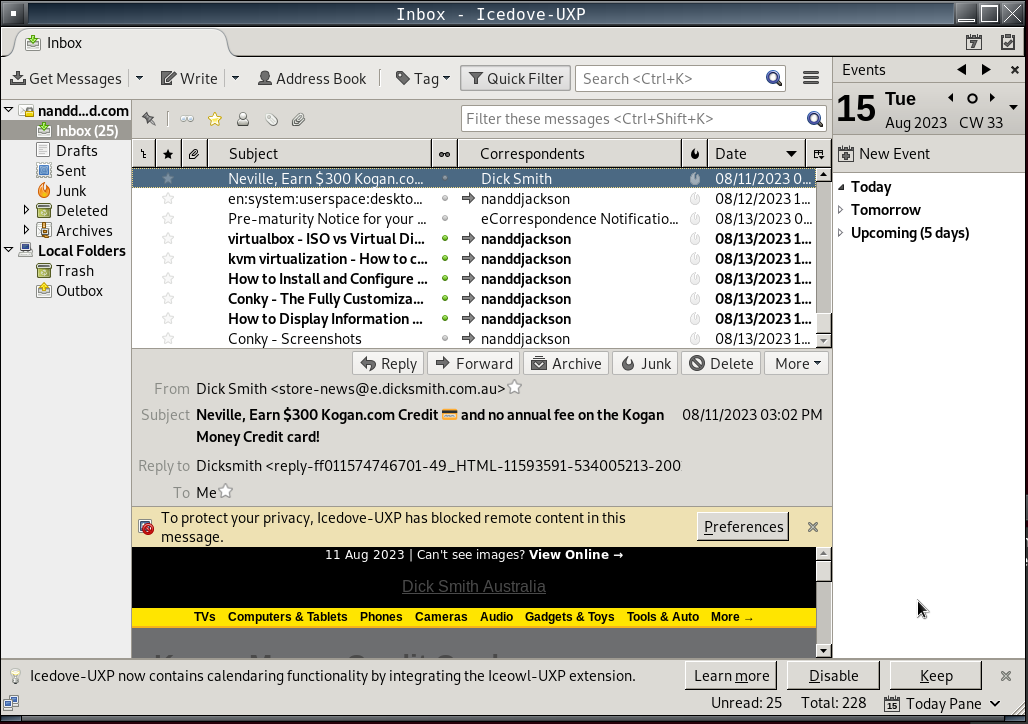 Inbox - Icedove-UXP
Inbox
Get Messages Write Address Book Tag Quick Filter Search <Ctrl+K>
Events
15 Tue
Aug 2023 CW 33
New Event
Today
Tomorrow
Upcoming (5 days)
nandd...d.com
Inbox (25)
Drafts
Sent
Junk
Deleted
Archives
Local Folders
Trash
Outbox
Filter these messages <Ctrl+Shift+K>
Subject Correspondents Date
Neville, Earn $300 Kogan.co... Dick Smith 08/11/2023 0...
en:system:userspace:deskto... nanddjackson 08/12/2023 1...
Pre-maturity Notice for your ... eCorrespondence Notificatio... 08/13/2023 0...
virtualbox - ISO vs Virtual Di... nanddjackson 08/13/2023 1...
kvm virtualization - How to c... nanddjackson 08/13/2023 1...
How to Install and Configure ... nanddjackson 08/13/2023 1...
Conky - The Fully Customiza... nanddjackson 08/13/2023 1...
How to Display Information ... nanddjackson 08/13/2023 1...
Conky - Screenshots nanddjackson 08/13/2023 1...
Reply Forward Archive Junk Delete More
From Dick Smith <store-news@e.dicksmith.com.au>
Subject Neville, Earn $300 Kogan.com Credit 💳 and no annual fee on the Kogan 08/11/2023 03:02 PM
Money Credit card!
Reply to Dicksmith <reply-ff011574746701-49_HTML-11593591-534005213-200
To Me
To protect your privacy, Icedove-UXP has blocked remote content in this
message.
Preferences
11 Aug 2023 | Can't see images? View Online →
Dick Smith Australia
TVs Computers & Tablets Phones Cameras Audio Gadgets & Toys Tools & Auto More →
Icedove-UXP now contains calendaring functionality by integrating the Iceowl-UXP extension. Learn more Disable Keep
Unread: 25 Total: 228 15 Today Pane